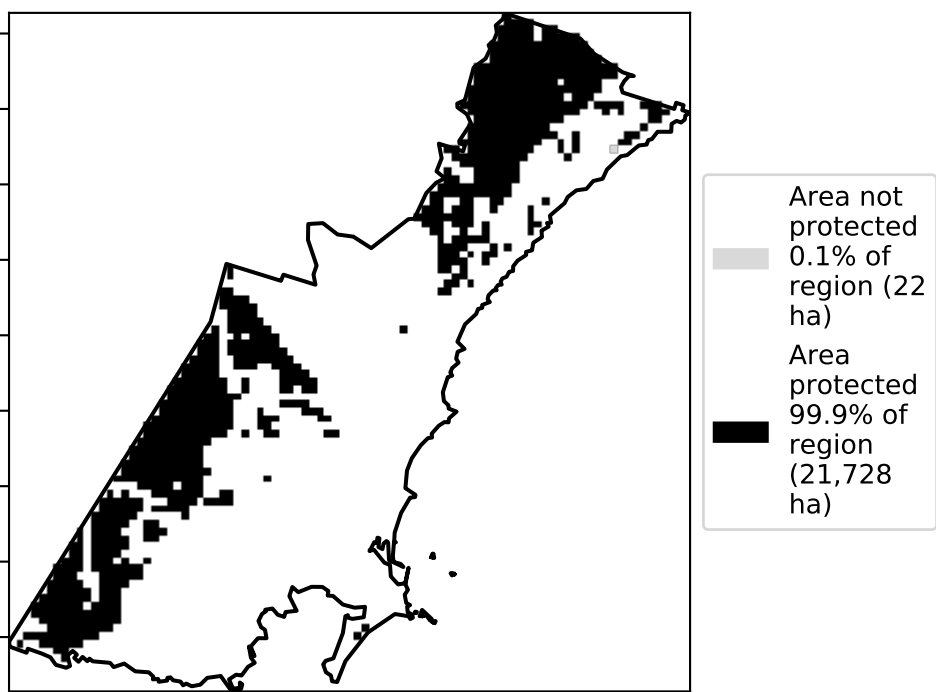 Area not
protected
0.1% of
region (22
ha)
Area
protected
99.9% of
region
(21,728
ha)